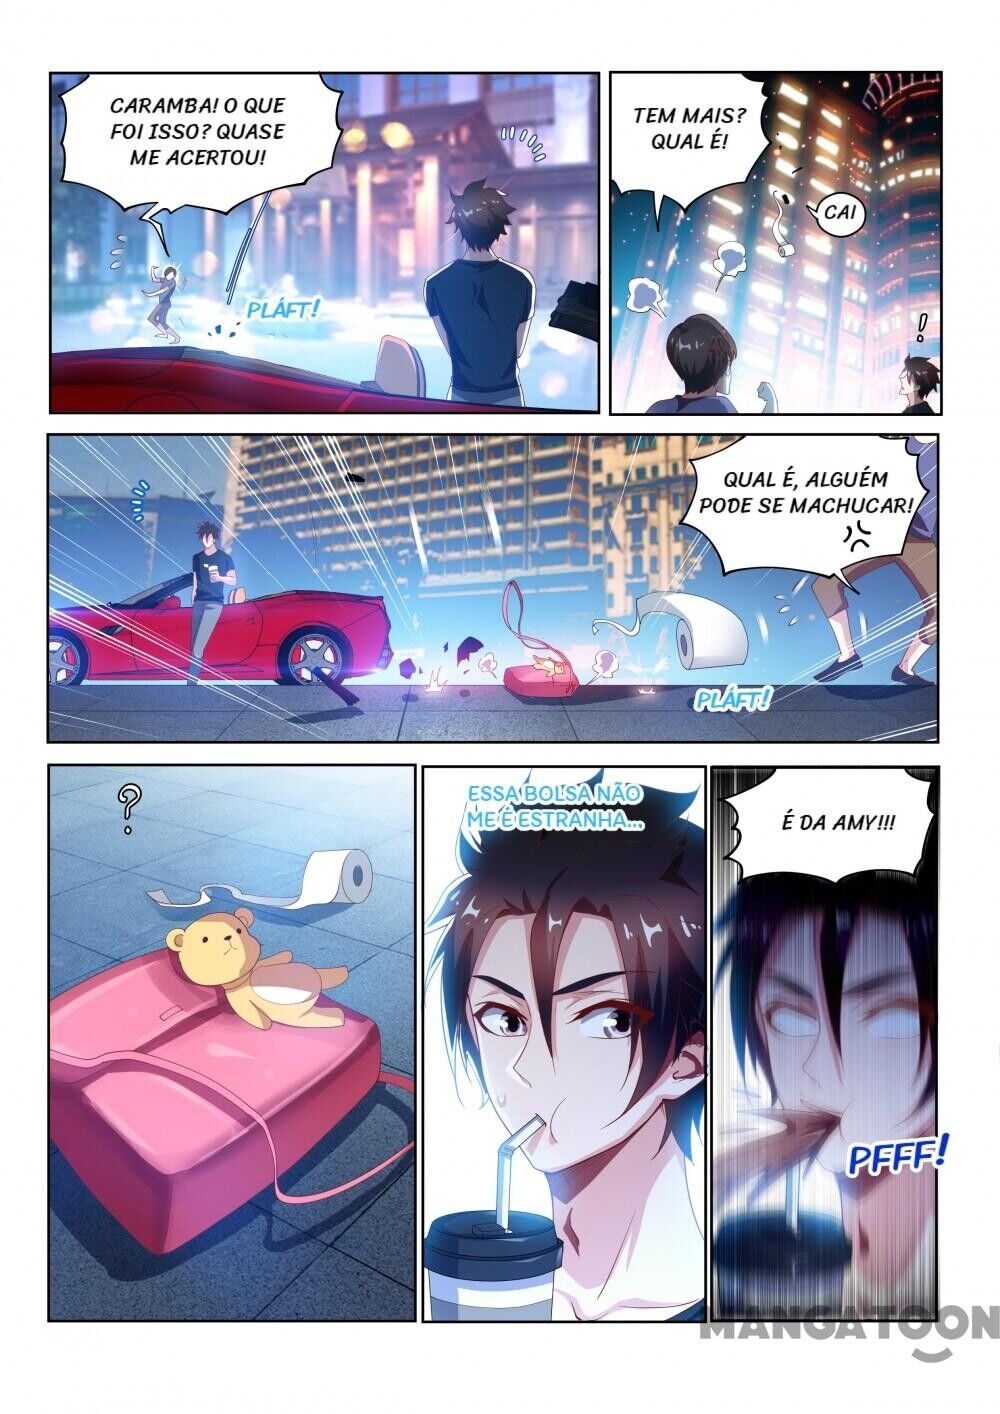 CARAMBA! O QUE
FOI ISSO? QUASE
ME ACERTOU!
PLÁFT!
TEM MAIS?
QUAL É!
CAI
!
QUAL É, ALGUÉM
PODE SE MACHUCAR!
PLÁFT!
?
ESSA BOLSA NÃO
ME É ESTRANHA...
É DA AMY!!!
PFFF!
MANGATOON